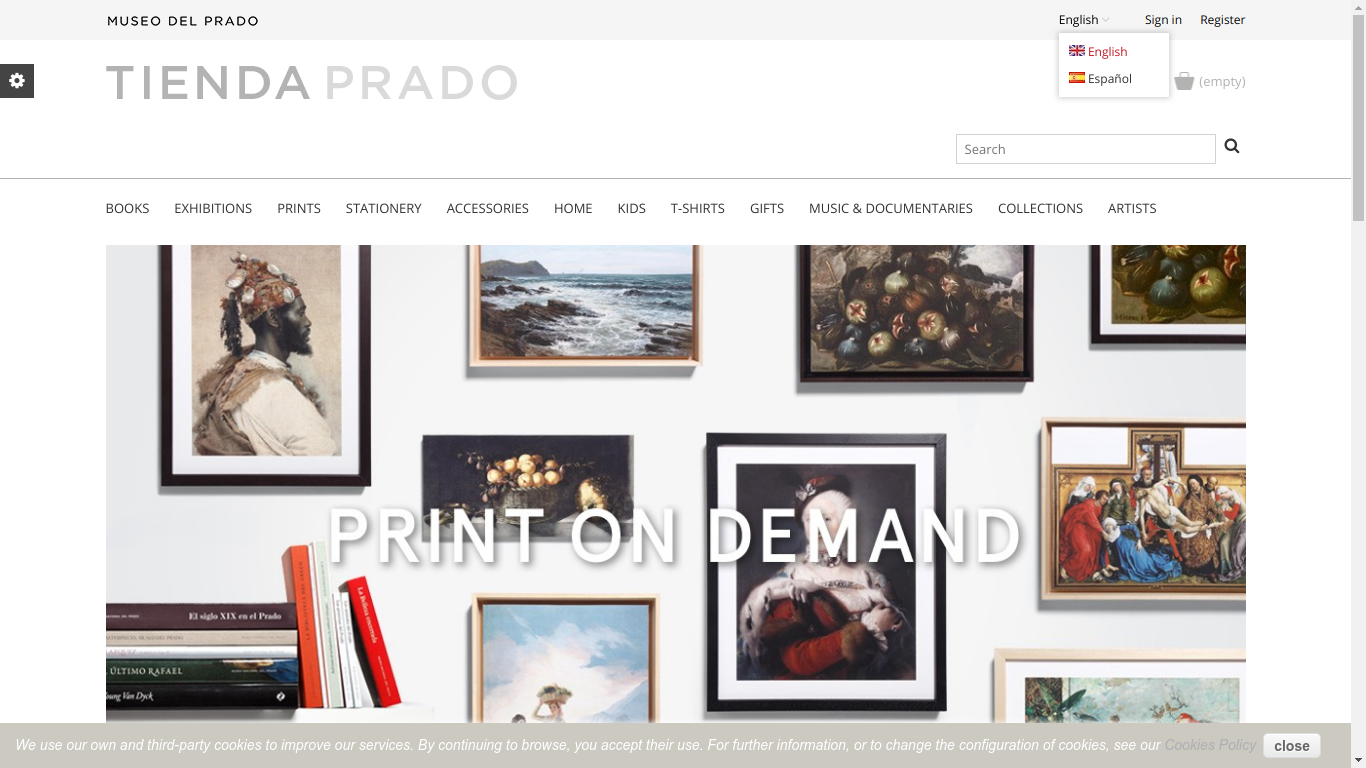 MUSEO DEL PRADO
English
Sign in
Register
English
Español
TIENDA PRADO
(empty)
Search
BOOKS
EXHIBITIONS
PRINTS
STATIONERY
ACCESSORIES
HOME
KIDS
T-SHIRTS
GIFTS
MUSIC & DOCUMENTARIES
COLLECTIONS
ARTISTS
PRINT ON DEMAND
El siglo XIX en el Prado
ÚLTIMO RAFAEL
Young Van Dyck
La Belleza encerrada
We use our own and third-party cookies to improve our services. By continuing to browse, you accept their use. For further information, or to change the configuration of cookies, see our Cookies Policy
close